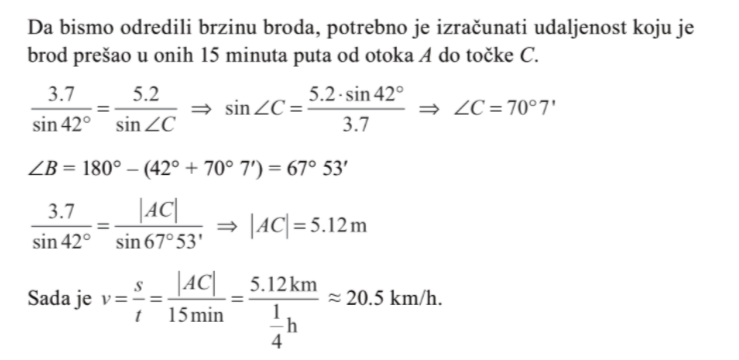 Da bismo odredili brzinu broda, potrebno je izračunati udaljenost koju je
brod prešao u onih 15 minuta puta od otoka A do točke C.
3.7/sin 42° = 5.2/sin ∠C ⇒ sin ∠C = 5.2 · sin 42°/3.7 ⇒ ∠C = 70°7'
∠B = 180° – (42° + 70° 7′) = 67° 53′
3.7/sin 42° = |AC|/sin 67°53' ⇒ |AC| = 5.12 m
Sada je v = s/t = |AC|/15 min = 5.12 km/(1/4 h) ≈ 20.5 km/h.